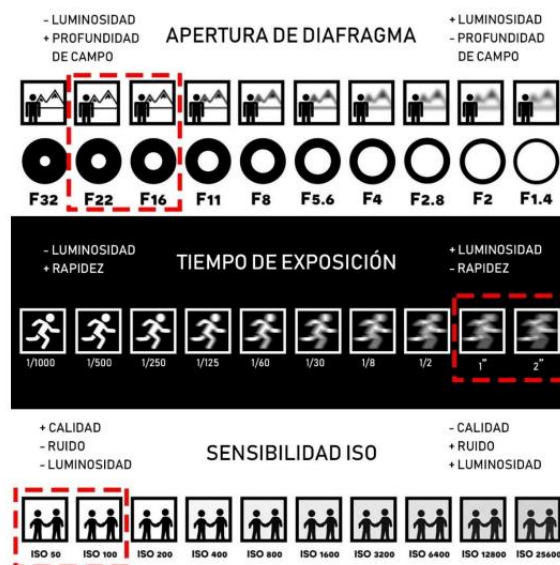 - LUMINOSIDAD
+ PROFUNDIDAD
DE CAMPO
APERTURA DE DIAFRAGMA
+ LUMINOSIDAD
- PROFUNDIDAD
DE CAMPO
F32 F22 F16 F11 F8 F5.6 F4 F2.8 F2 F1.4
- LUMINOSIDAD
+ RAPIDEZ
TIEMPO DE EXPOSICIÓN
+ LUMINOSIDAD
- RAPIDEZ
1/1000 1/500 1/250 1/125 1/60 1/30 1/8 1/2 1" 2"
+ CALIDAD
- RUIDO
- LUMINOSIDAD
SENSIBILIDAD ISO
- CALIDAD
+ RUIDO
+ LUMINOSIDAD
ISO 50 ISO 100 ISO 200 ISO 400 ISO 800 ISO 1600 ISO 3200 ISO 6400 ISO 12800 ISO 25600